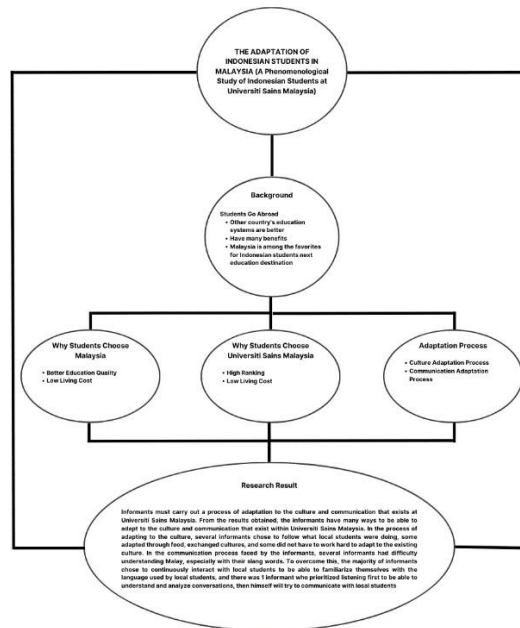 THE ADAPTATION OF
INDONESIAN STUDENTS IN
MALAYSIA (A Phenomenological
Study of Indonesian Students at
Universiti Sains Malaysia)
Background
Students Go Abroad
• Other country's education
systems are better
• Have many benefits
• Malaysia is among the favorites
for Indonesian students next
education destination
Why Students Choose
Malaysia
• Better Education Quality
• Low Living Cost
Why Students Choose
Universiti Sains Malaysia
• High Ranking
• Low Living Cost
Adaptation Process
• Culture Adaptation Process
• Communication Adaptation
Process
Research Result
Informants must carry out a process of adaptation to the culture and communication that exists at
Universiti Sains Malaysia. From the results obtained, the informants have many ways to be able to
adapt to the culture and communication that exist within Universiti Sains Malaysia. In the process of
adapting to the culture, several informants chose to follow what local students were doing, some
adapted through food, exchanged cultures, and some did not have to work hard to adapt to the existing
culture. In the communication process faced by the informants, several informants had difficulty
understanding Malay, especially with their slang words. To overcome this, the majority of informants
chose to continuously interact with local students to be able to familiarize themselves with the
language used by local students, and there was 1 informant who prioritized listening first to be able to
understand and analyze conversations, then himself will try to communicate with local students